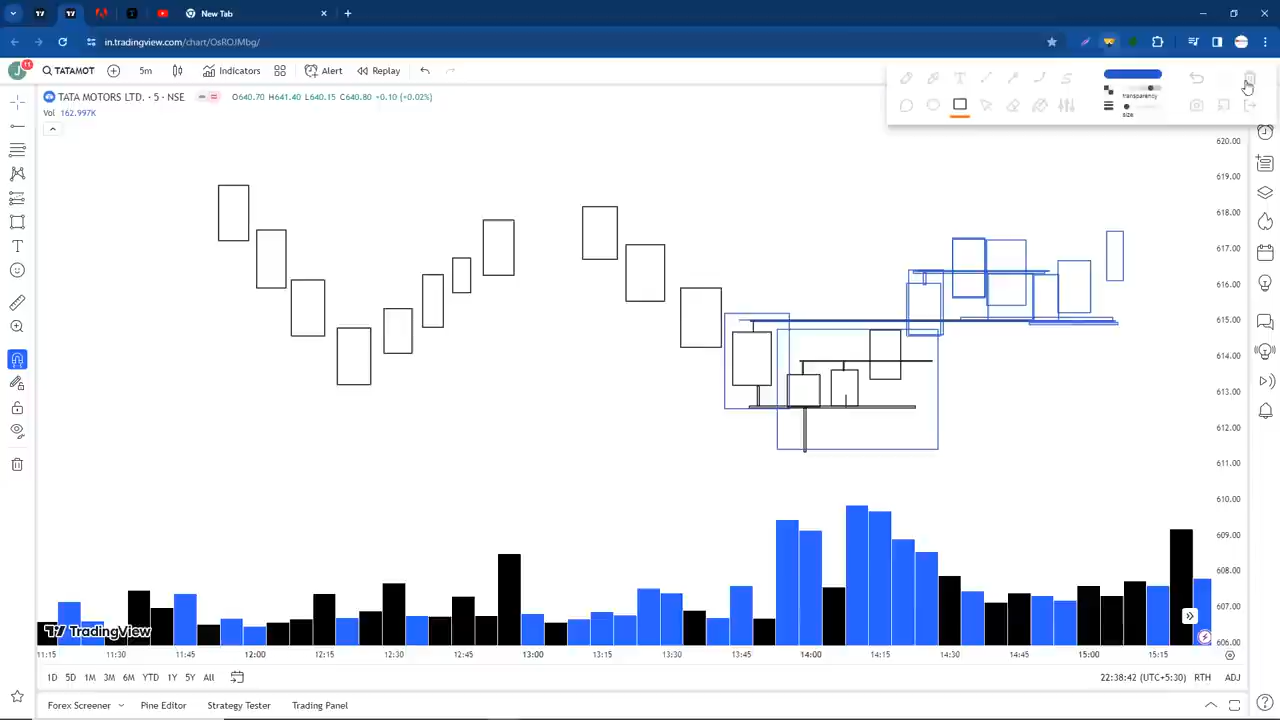 New Tab
in.tradingview.com/chart/OsROJMbg/
11
TATAMOT
5m
Indicators
Alert
Replay
transparency
size
TATA MOTORS LTD. · 5 · NSE
O640.70 H641.40 L640.15 C640.80 +0.10 (+0.02%)
Vol 162.997K
620.00
619.00
618.00
617.00
616.00
615.00
614.00
613.00
612.00
611.00
610.00
609.00
608.00
607.00
606.00
TradingView
11:15 11:30 11:45 12:00 12:15 12:30 12:45 13:00 13:15 13:30 13:45 14:00 14:15 14:30 14:45 15:00 15:15
1D 5D 1M 3M 6M YTD 1Y 5Y All
22:38:42 (UTC+5:30) RTH ADJ
Forex Screener Pine Editor Strategy Tester Trading Panel